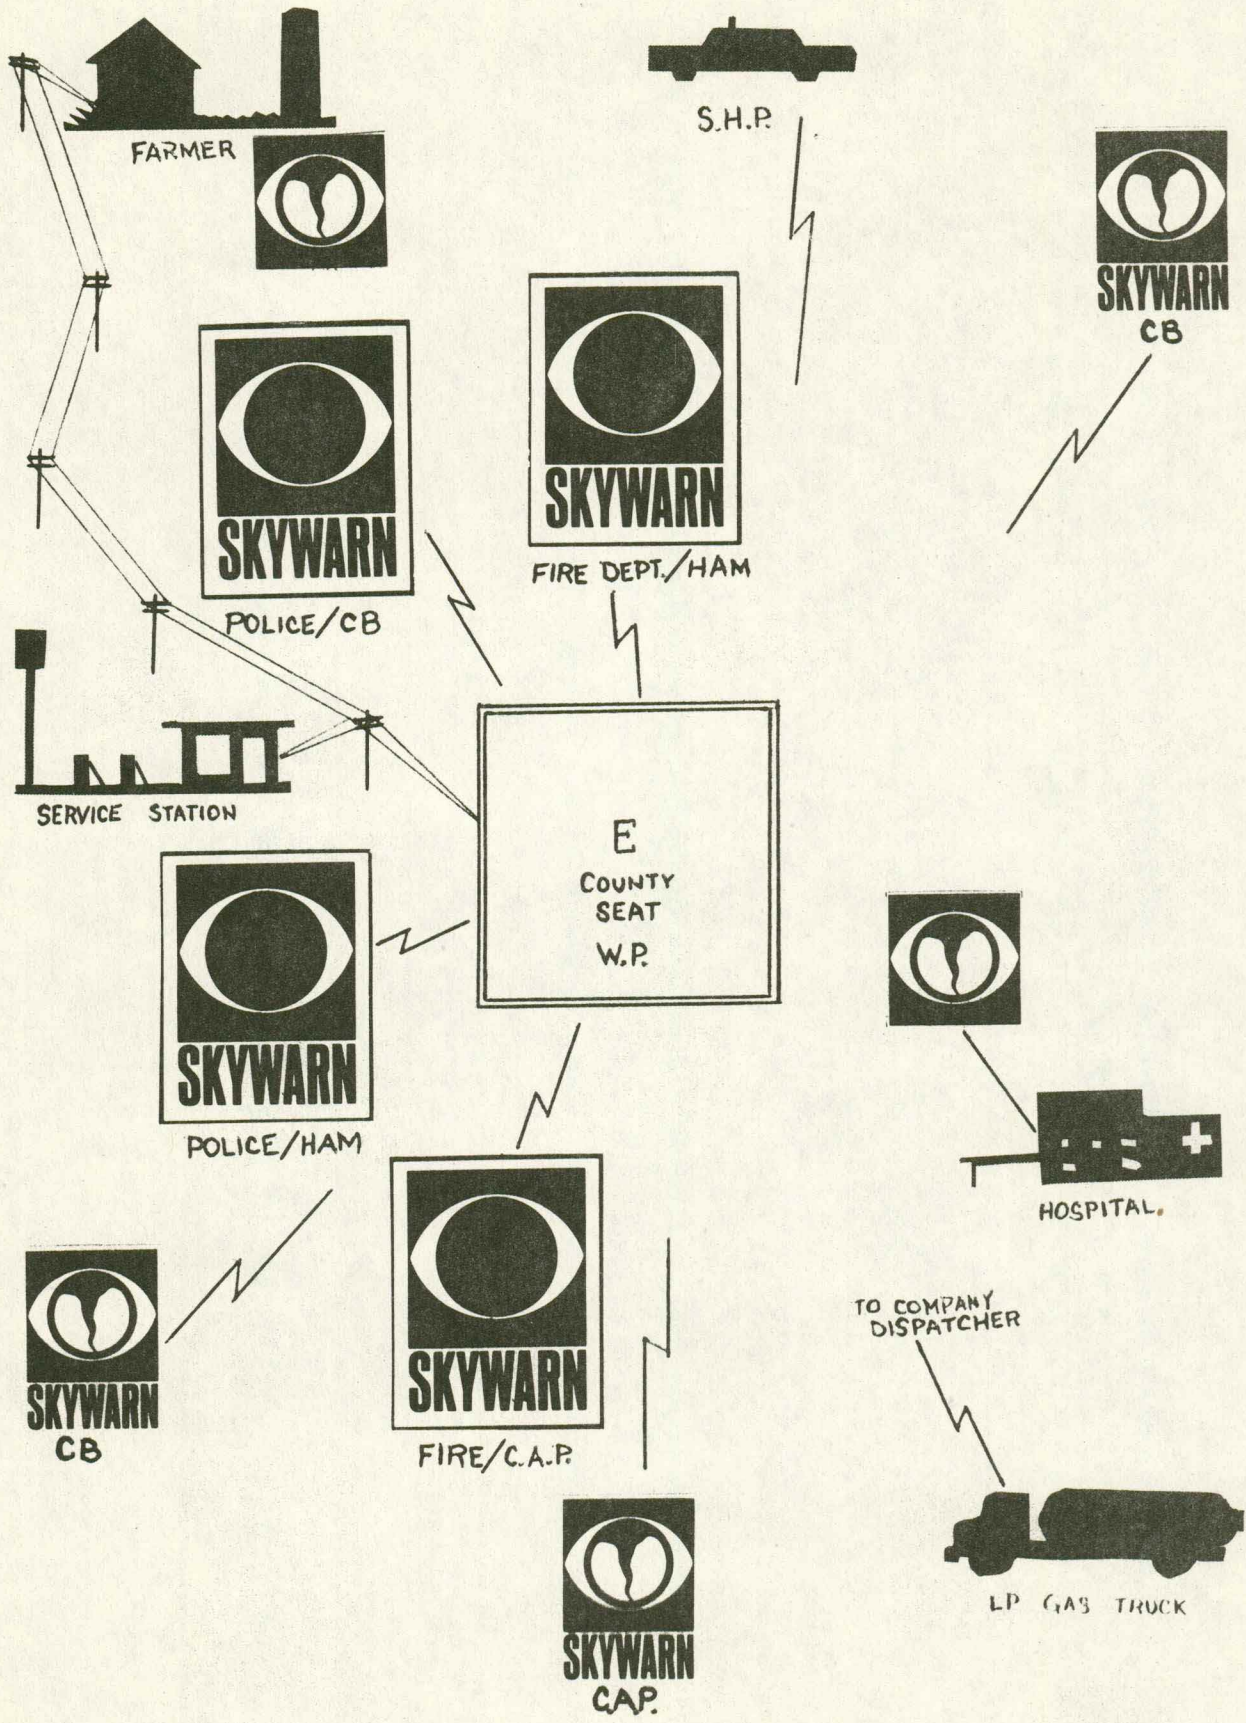 S.H.P.
FARMER
SKYWARN
CB
SKYWARN
FIRE DEPT./HAM
SKYWARN
POLICE/CB
SERVICE STATION
E
COUNTY
SEAT
W.P.
SKYWARN
POLICE/HAM
HOSPITAL.
TO COMPANY
DISPATCHER
SKYWARN
CB
SKYWARN
FIRE/C.A.P.
LP GAS TRUCK
SKYWARN
CAP.